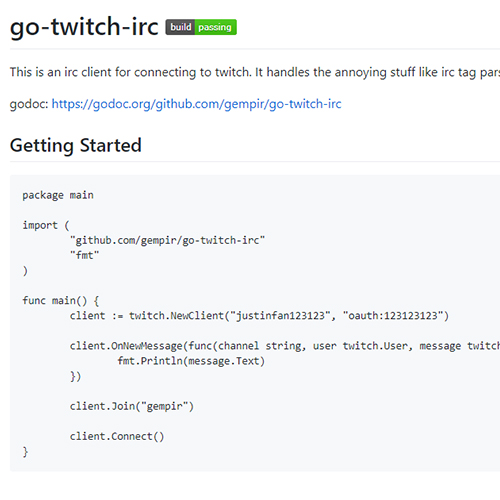 go-twitch-irc build passing
This is an irc client for connecting to twitch. It handles the annoying stuff like irc tag
godoc: https://godoc.org/github.com/gempir/go-twitch-irc
Getting Started
package main
import (
"github.com/gempir/go-twitch-irc"
"fmt"
)
func main() {
client := twitch.NewClient("justinfan123123", "oauth:123123123")
client.OnNewMessage(func(channel string, user twitch.User, message twitch
fmt.Println(message.Text)
})
client.Join("gempir")
client.Connect()
}